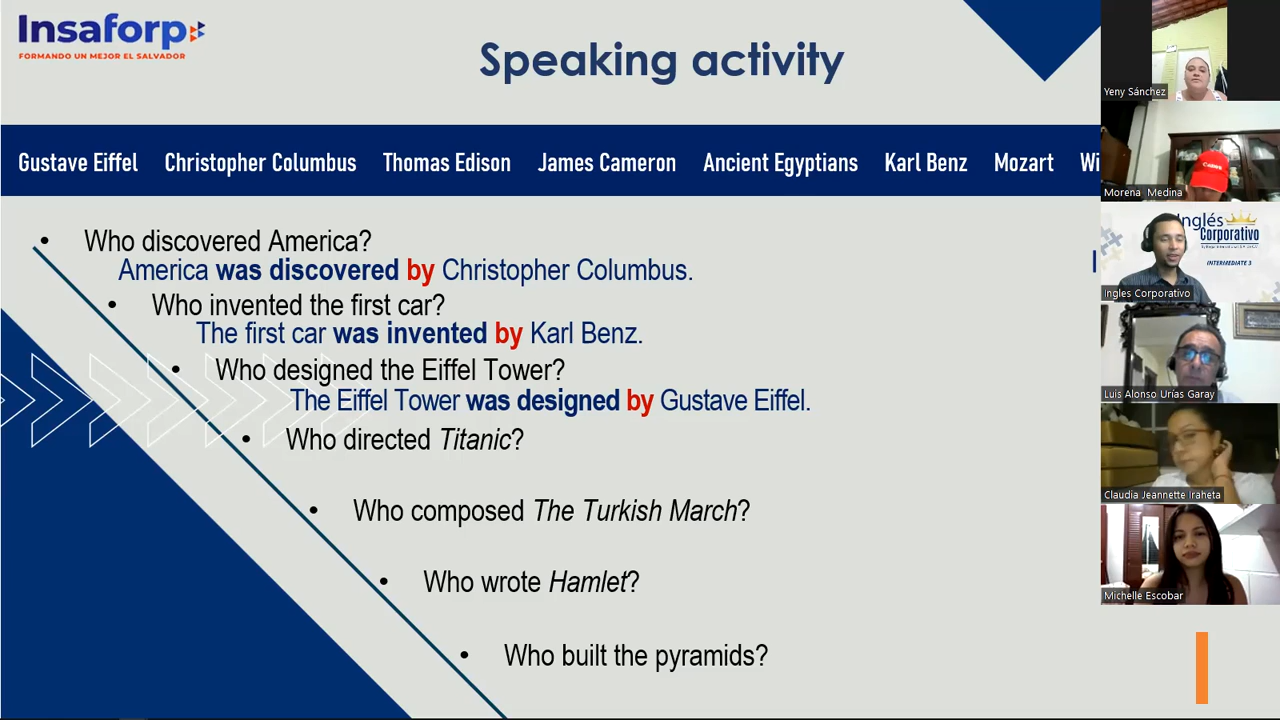 Insaforp
FORMANDO UN MEJOR EL SALVADOR
Speaking activity
Gustave Eiffel Christopher Columbus Thomas Edison James Cameron Ancient Egyptians Karl Benz Mozart Wi
• Who discovered America?
America was discovered by Christopher Columbus.
• Who invented the first car?
The first car was invented by Karl Benz.
• Who designed the Eiffel Tower?
The Eiffel Tower was designed by Gustave Eiffel.
• Who directed Titanic?
• Who composed The Turkish March?
• Who wrote Hamlet?
• Who built the pyramids?
Yeny Sánchez
Morena Medina
Inglés
Corporativo
INTERMEDIATE 3
Ingles Corporativo
Luis Alonso Urías Garay
Claudia Jeannette Iraheta
Michelle Escobar